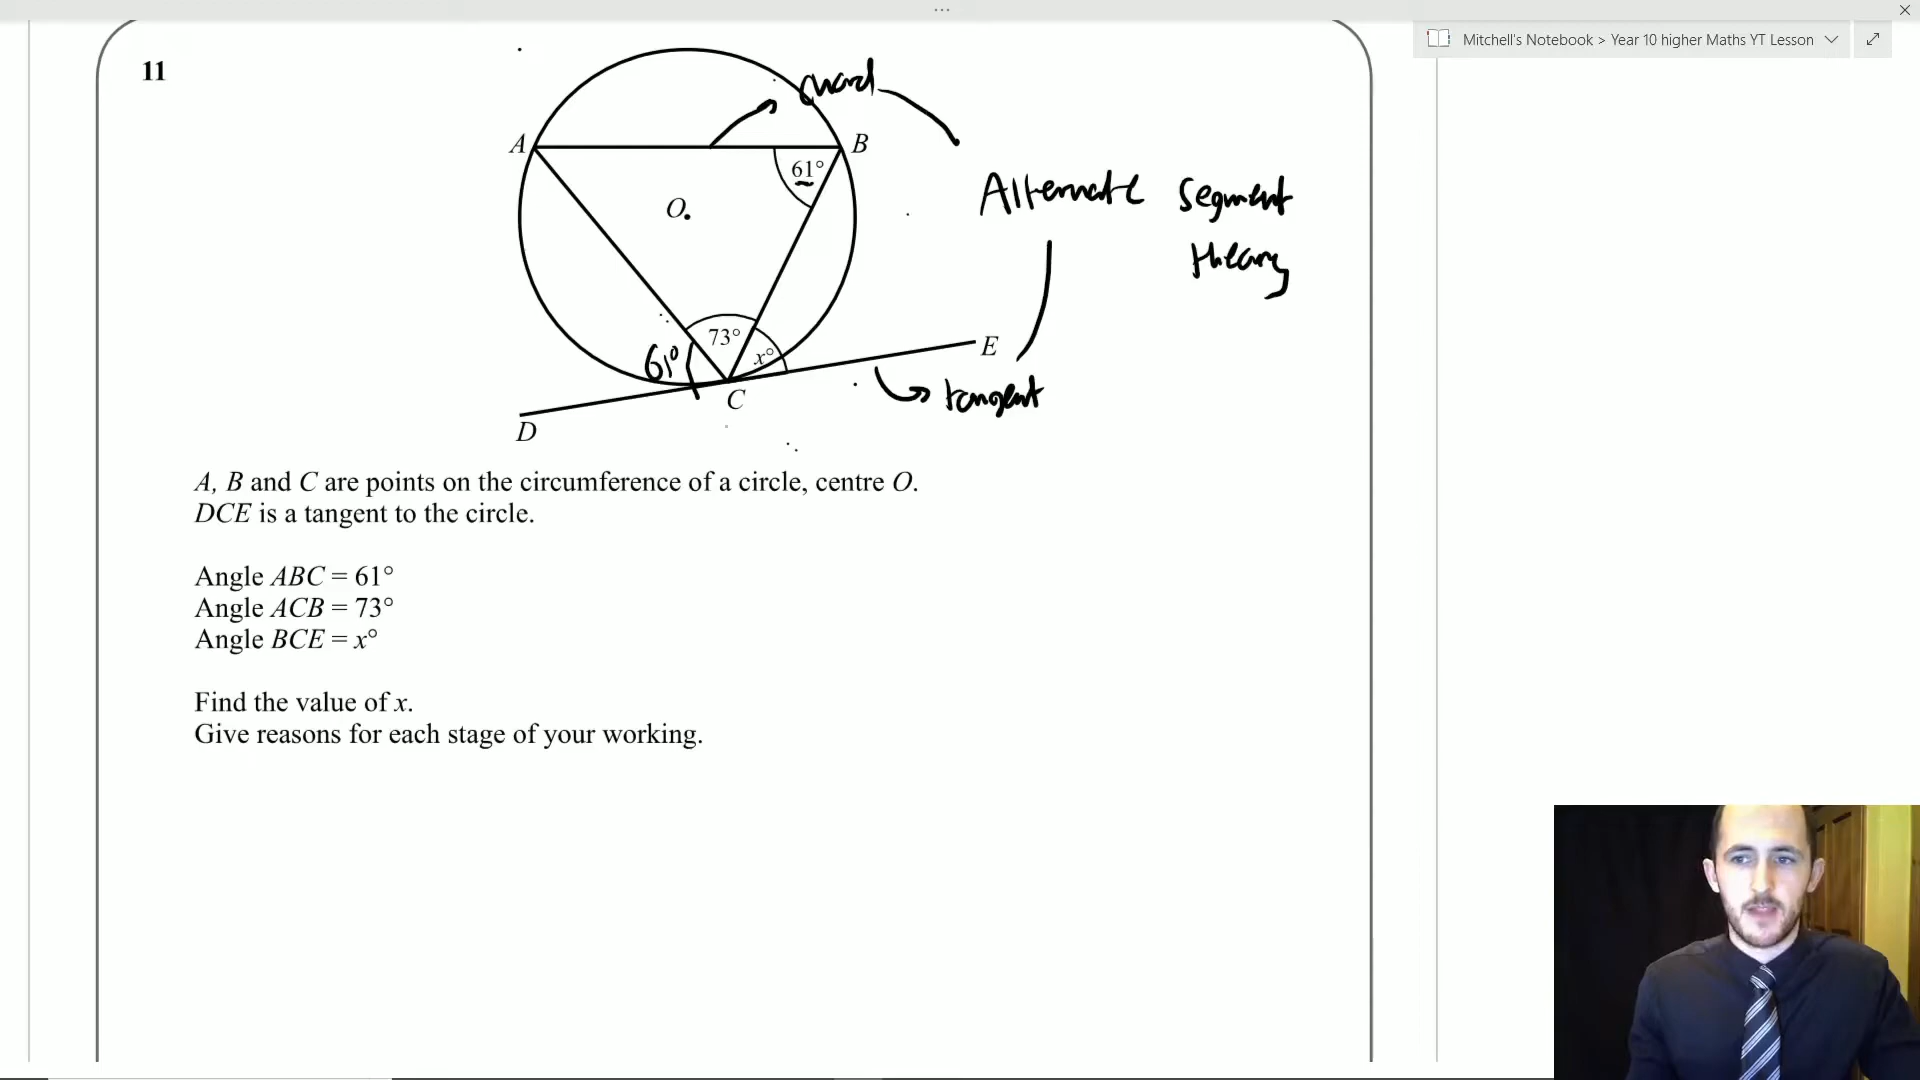 Mitchell's Notebook > Year 10 higher Maths YT Lesson
11
chord
A
B
61°
O
Alternate segment
theory
73°
x°
61°
E
C
tangent
D
A, B and C are points on the circumference of a circle, centre O.
DCE is a tangent to the circle.
Angle ABC = 61°
Angle ACB = 73°
Angle BCE = x°
Find the value of x.
Give reasons for each stage of your working.